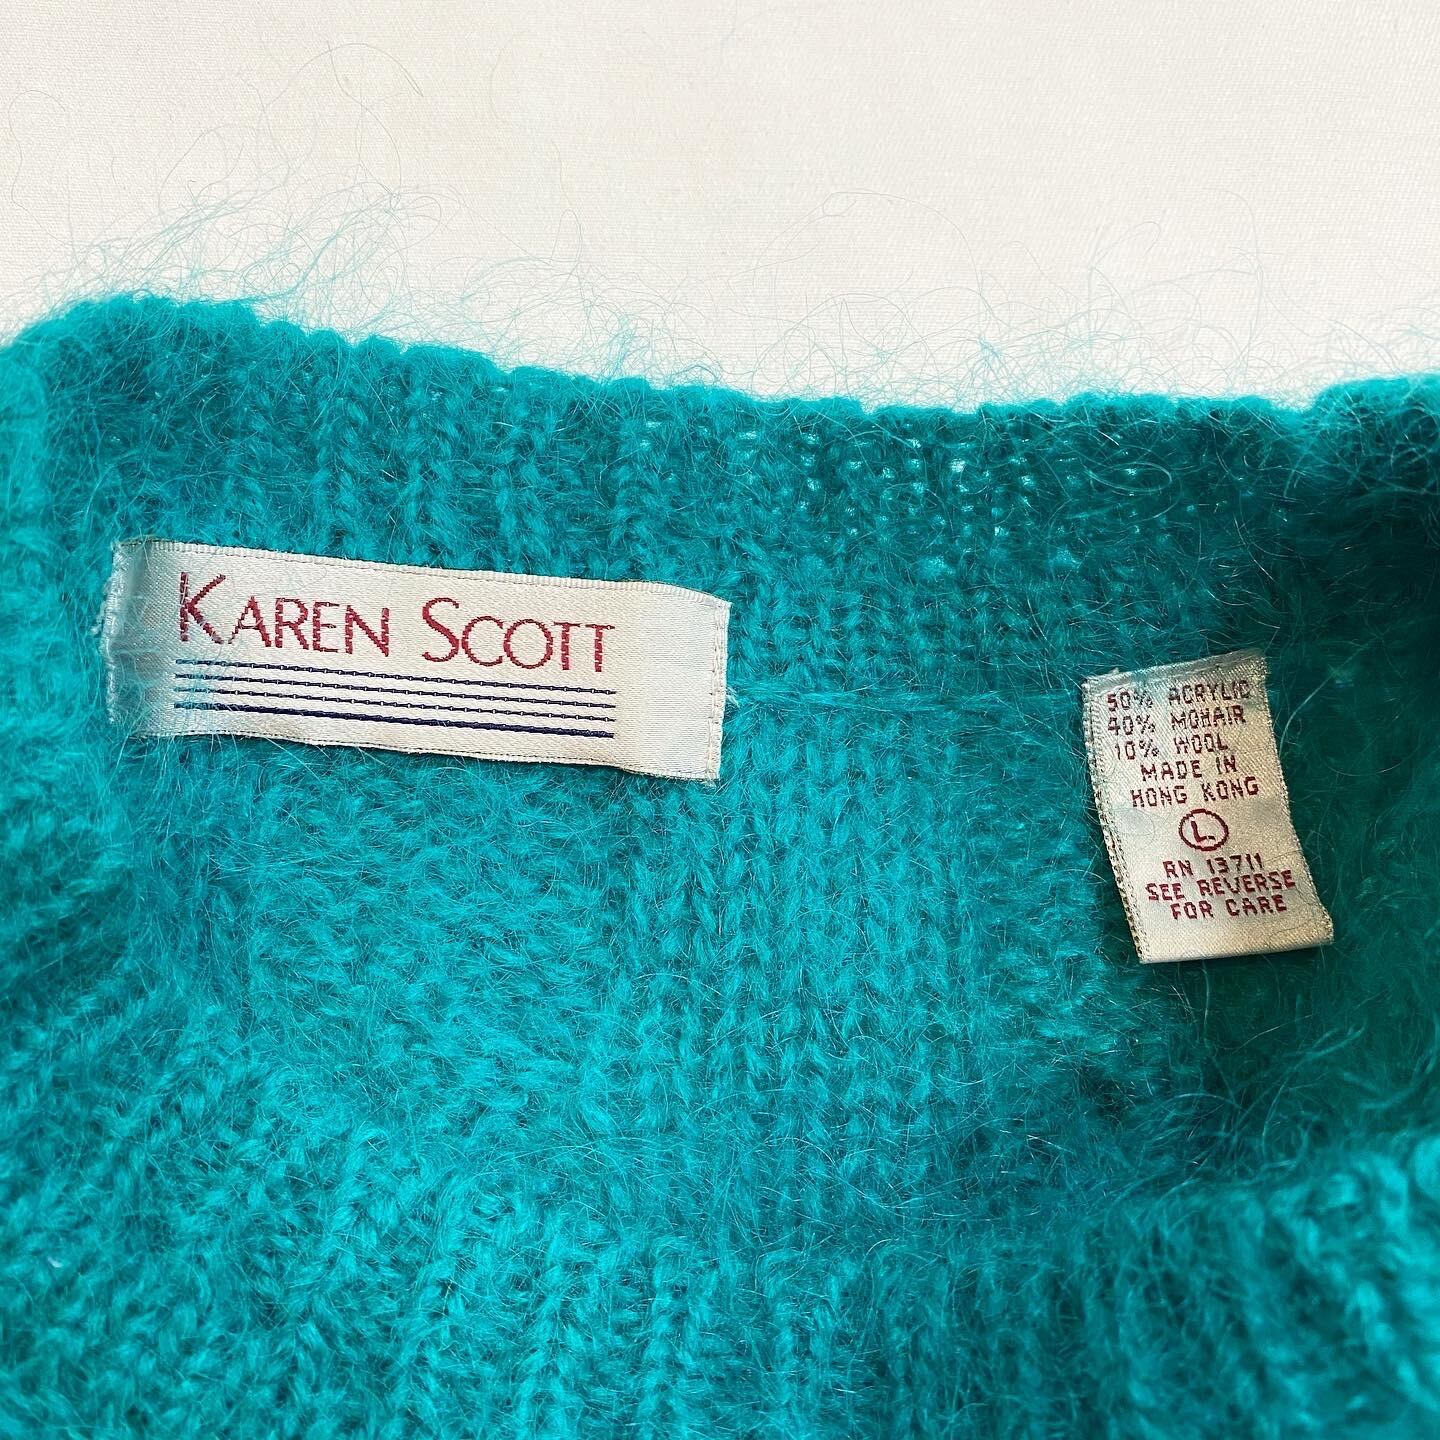 KAREN SCOTT
50% ACRYLIC
40% MOHAIR
10% WOOL
MADE IN
HONG KONG
L
RN 13711
SEE REVERSE
FOR CARE